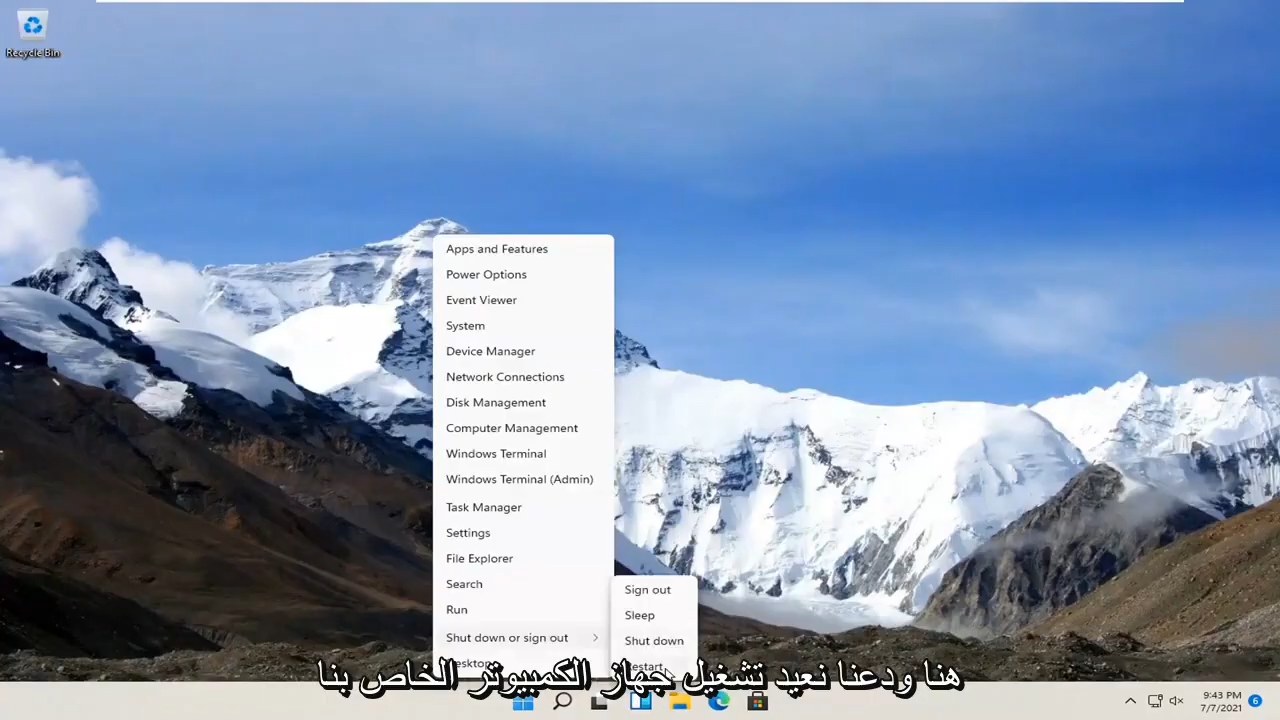 Recycle Bin
Apps and Features
Power Options
Event Viewer
System
Device Manager
Network Connections
Disk Management
Computer Management
Windows Terminal
Windows Terminal (Admin)
Task Manager
Settings
File Explorer
Search
Run
Shut down or sign out
Desktop
Sign out
Sleep
Shut down
Restart
هنا ودعنا نعيد تشغيل جهاز الكمبيوتر الخاص بنا
9:43 PM
7/7/2021
6